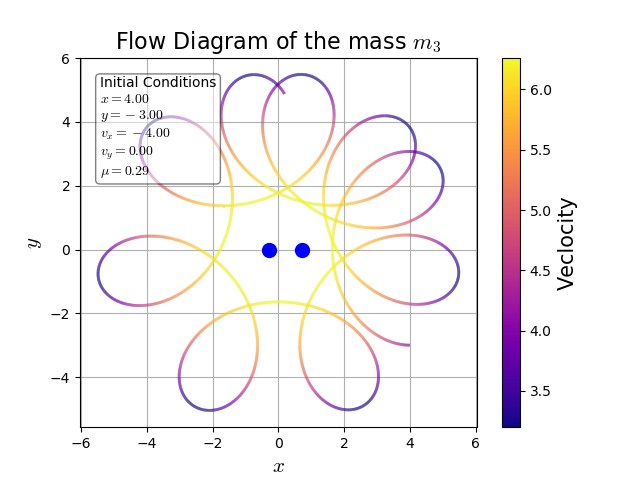 Flow Diagram of the mass m₃
Initial Conditions
x = 4.00
y = − 3.00
vₓ = −4.00
v_y = 0.00
μ = 0.29
6
4
2
0
−2
−4
y
−6
−4
−2
0
2
4
6
x
6.0
5.5
5.0
4.5
4.0
3.5
Veclocity